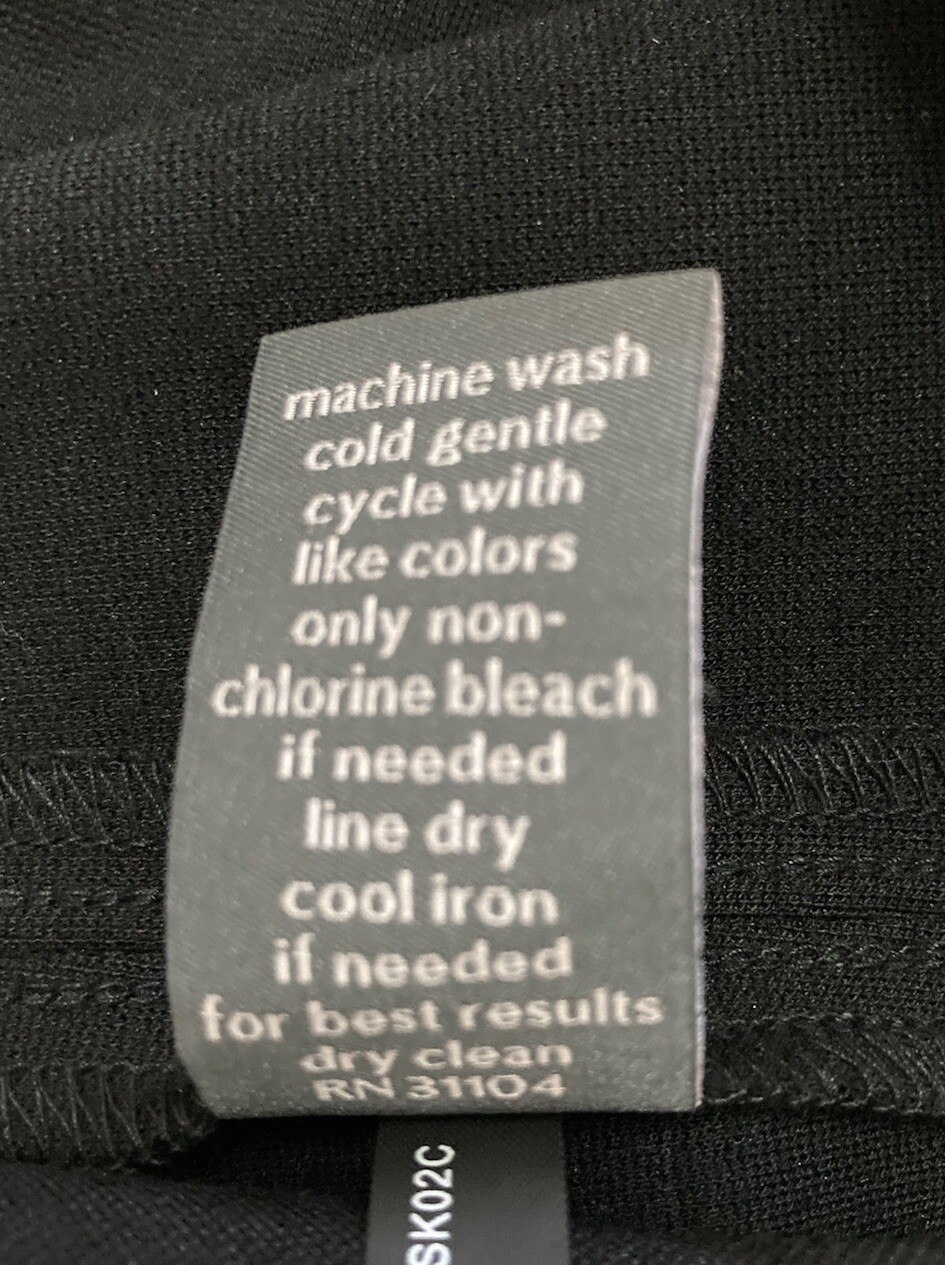 machine wash
cold gentle
cycle with
like colors
only non-
chlorine bleach
if needed
line dry
cool iron
if needed
for best results
dry clean
RN 31104
SK02C